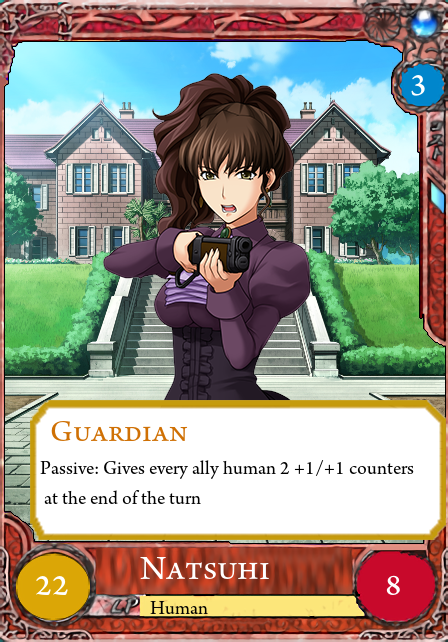 3
Guardian
Passive: Gives every ally human 2 +1/+1 counters
at the end of the turn
Natsuhi
22
8
LP
Human